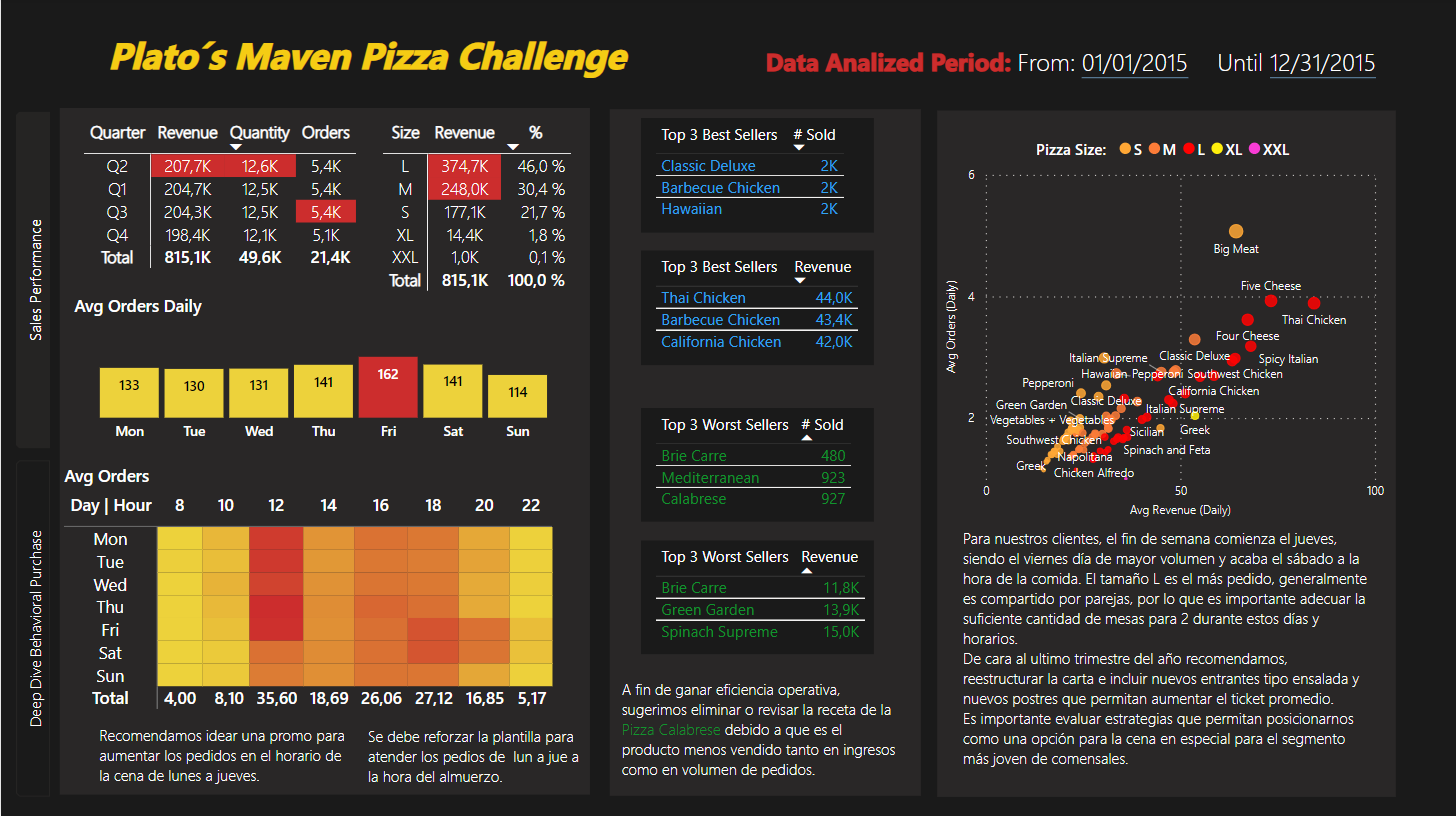 Plato´s Maven Pizza Challenge
Data Analized Period: From: 01/01/2015 Until 12/31/2015
Sales Performance
Quarter Revenue Quantity Orders
Q2 207,7K 12,6K 5,4K
Q1 204,7K 12,5K 5,4K
Q3 204,3K 12,5K 5,4K
Q4 198,4K 12,1K 5,1K
Total 815,1K 49,6K 21,4K
Size Revenue %
L 374,7K 46,0 %
M 248,0K 30,4 %
S 177,1K 21,7 %
XL 14,4K 1,8 %
XXL 1,0K 0,1 %
Total 815,1K 100,0 %
Avg Orders Daily
133 130 131 141 162 141 114
Mon Tue Wed Thu Fri Sat Sun
Deep Dive Behavioral Purchase
Avg Orders
Day | Hour 8 10 12 14 16 18 20 22
Mon
Tue
Wed
Thu
Fri
Sat
Sun
Total 4,00 8,10 35,60 18,69 26,06 27,12 16,85 5,17
Recomendamos idear una promo para
aumentar los pedidos en el horario de
la cena de lunes a jueves.
Se debe reforzar la plantilla para
atender los pedios de lun a jue a
la hora del almuerzo.
Top 3 Best Sellers # Sold
Classic Deluxe 2K
Barbecue Chicken 2K
Hawaiian 2K
Top 3 Best Sellers Revenue
Thai Chicken 44,0K
Barbecue Chicken 43,4K
California Chicken 42,0K
Top 3 Worst Sellers # Sold
Brie Carre 480
Mediterranean 923
Calabrese 927
Top 3 Worst Sellers Revenue
Brie Carre 11,8K
Green Garden 13,9K
Spinach Supreme 15,0K
A fin de ganar eficiencia operativa,
sugerimos eliminar o revisar la receta de la
Pizza Calabrese debido a que es el
producto menos vendido tanto en ingresos
como en volumen de pedidos.
Pizza Size: S M L XL XXL
Avg Orders (Daily)
6
4
2
Big Meat
Five Cheese
Thai Chicken
Four Cheese
Italian Supreme
Classic Deluxe
Spicy Italian
Hawaiian
Pepperoni
Southwest Chicken
Pepperoni
California Chicken
Green Garden
Classic Deluxe
Italian Supreme
Vegetables + Vegetables
Sicilian
Greek
Southwest Chicken
Spinach and Feta
Napolitana
Greek
Chicken Alfredo
0 50 100
Avg Revenue (Daily)
Para nuestros clientes, el fin de semana comienza el jueves,
siendo el viernes día de mayor volumen y acaba el sábado a la
hora de la comida. El tamaño L es el más pedido, generalmente
es compartido por parejas, por lo que es importante adecuar la
suficiente cantidad de mesas para 2 durante estos días y
horarios.
De cara al ultimo trimestre del año recomendamos,
reestructurar la carta e incluir nuevos entrantes tipo ensalada y
nuevos postres que permitan aumentar el ticket promedio.
Es importante evaluar estrategias que permitan posicionarnos
como una opción para la cena en especial para el segmento
más joven de comensales.